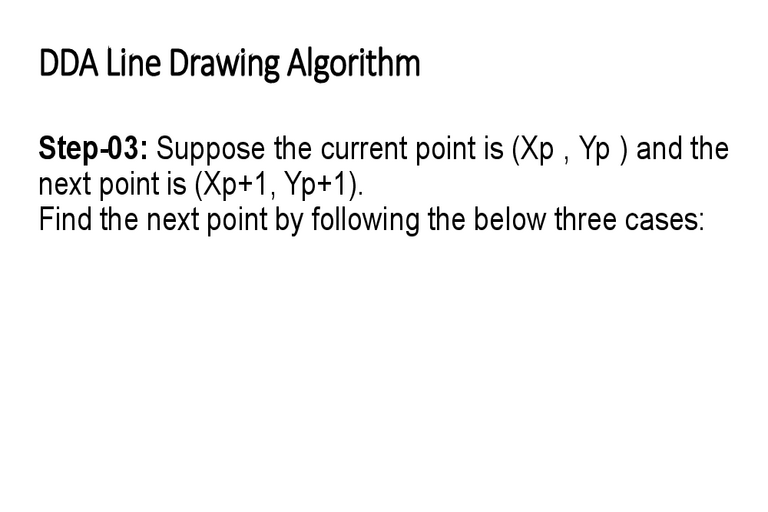 DDA Line Drawing Algorithm
Step-03: Suppose the current point is (Xp , Yp ) and the
next point is (Xp+1, Yp+1).
Find the next point by following the below three cases: